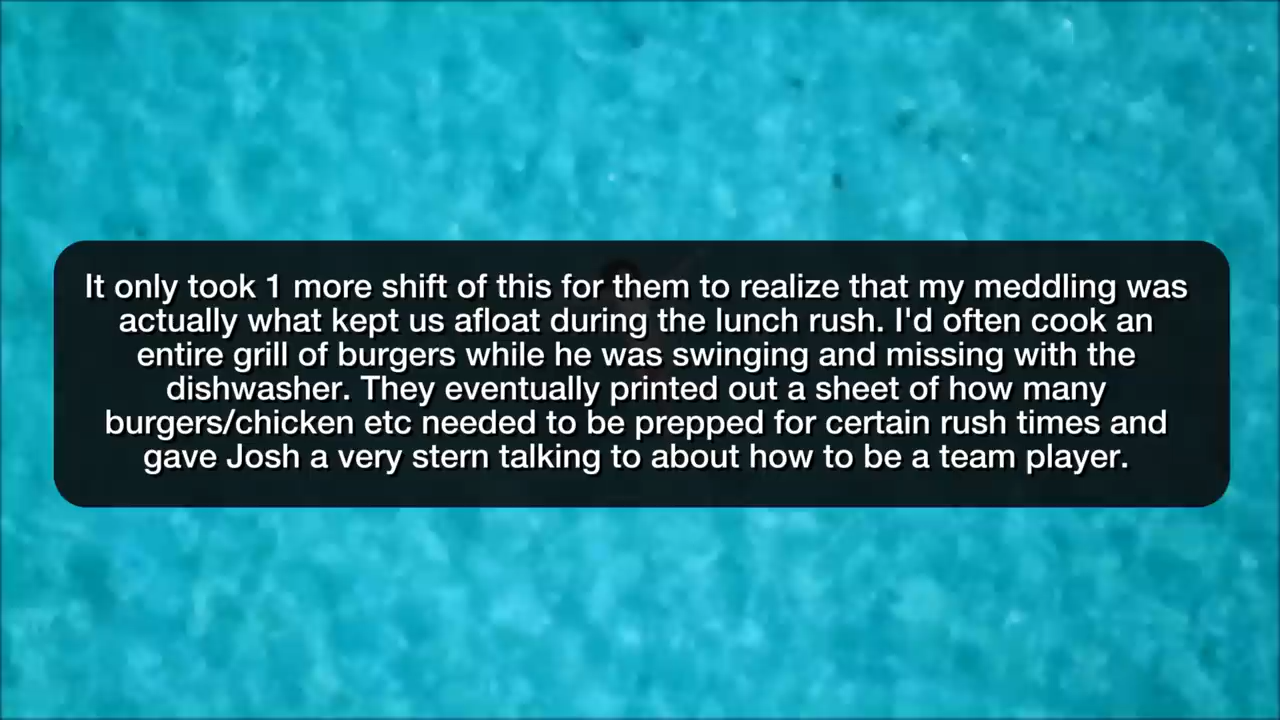 It only took 1 more shift of this for them to realize that my meddling was
actually what kept us afloat during the lunch rush. I'd often cook an
entire grill of burgers while he was swinging and missing with the
dishwasher. They eventually printed out a sheet of how many
burgers/chicken etc needed to be prepped for certain rush times and
gave Josh a very stern talking to about how to be a team player.